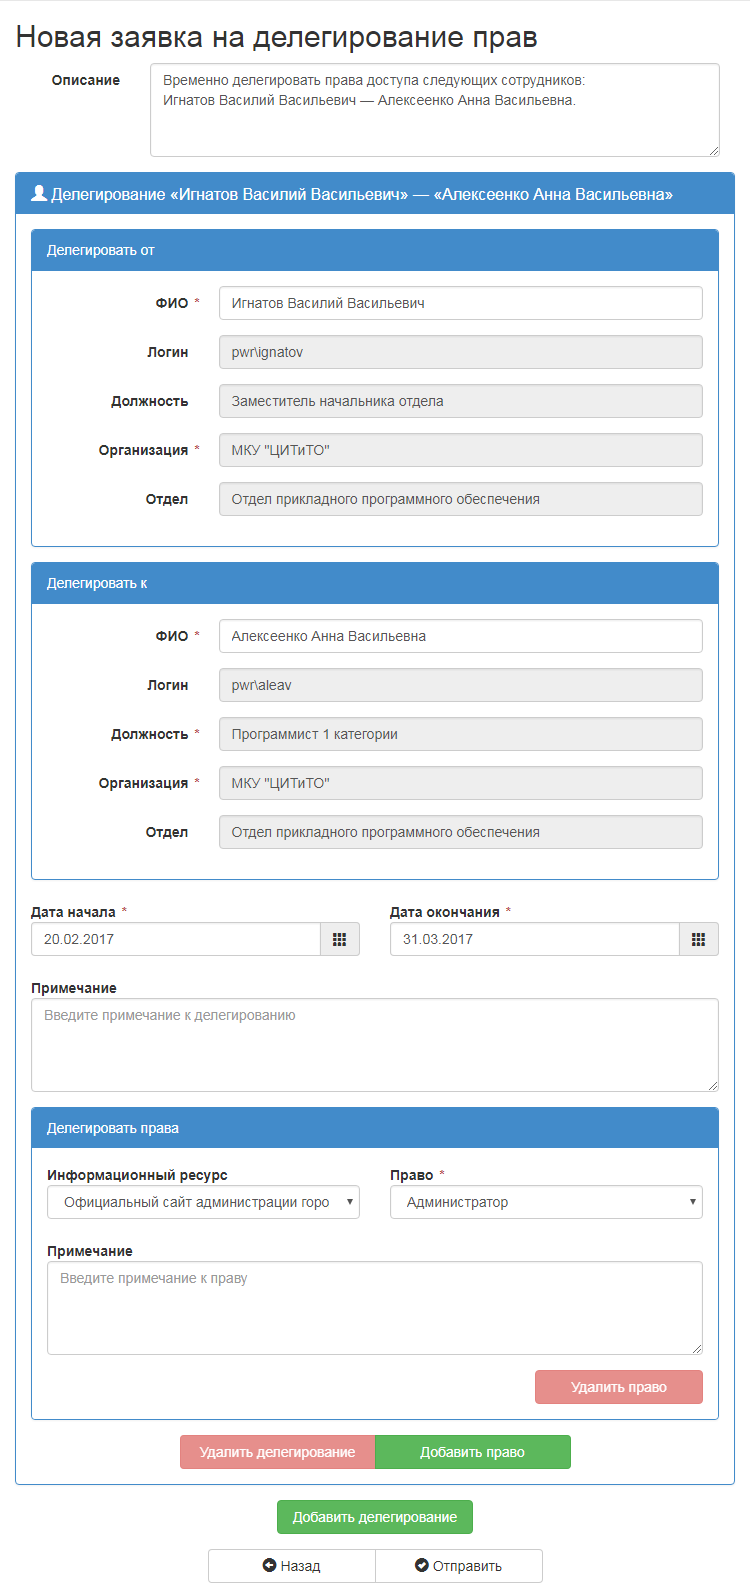 Новая заявка на делегирование прав
Описание
Временно делегировать права доступа следующих сотрудников:
Игнатов Василий Васильевич — Алексеенко Анна Васильевна.
Делегирование «Игнатов Василий Васильевич» — «Алексеенко Анна Васильевна»
Делегировать от
ФИО * Игнатов Василий Васильевич
Логин pwr\ignatov
Должность Заместитель начальника отдела
Организация * МКУ "ЦИТиТО"
Отдел Отдел прикладного программного обеспечения
Делегировать к
ФИО * Алексеенко Анна Васильевна
Логин pwr\aleav
Должность * Программист 1 категории
Организация * МКУ "ЦИТиТО"
Отдел Отдел прикладного программного обеспечения
Дата начала * Дата окончания *
20.02.2017 31.03.2017
Примечание
Введите примечание к делегированию
Делегировать права
Информационный ресурс Право *
Официальный сайт администрации горо Администратор
Примечание
Введите примечание к праву
Удалить право
Удалить делегирование Добавить право
Добавить делегирование
Назад Отправить